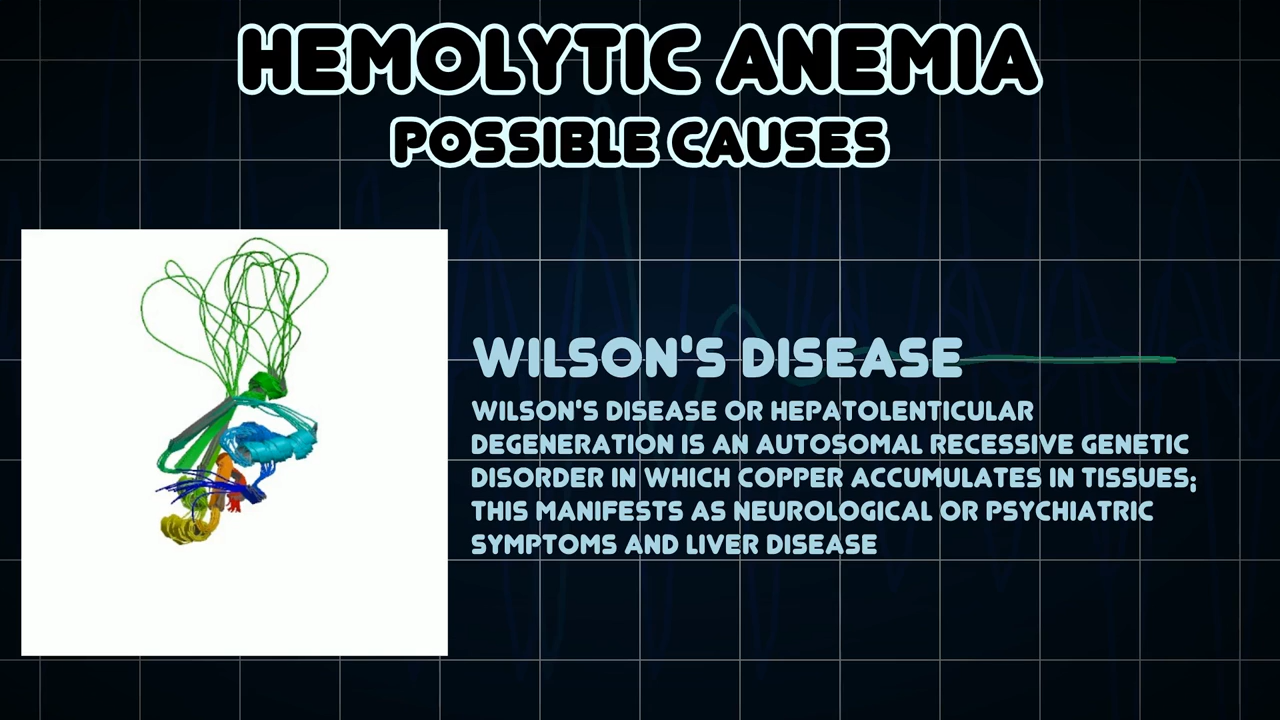 HEMOLYTIC ANEMIA
POSSIBLE CAUSES
WILSON'S DISEASE
WILSON'S DISEASE OR HEPATOLENTICULAR
DEGENERATION IS AN AUTOSOMAL RECESSIVE GENETIC
DISORDER IN WHICH COPPER ACCUMULATES IN TISSUES;
THIS MANIFESTS AS NEUROLOGICAL OR PSYCHIATRIC
SYMPTOMS AND LIVER DISEASE